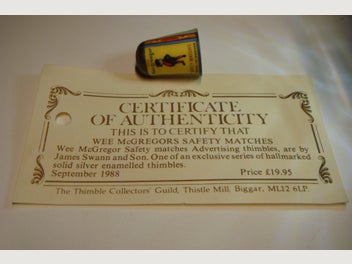 CERTIFICATE
OF AUTHENTICITY
THIS IS TO CERTIFY THAT
WEE McGREGORS SAFETY MATCHES
Wee McGregor Safety matches Advertising thimbles, are by
James Swann and Son. One of an exclusive series of hallmarked
solid silver enamelled thimbles.
September 1988 Price £19.95
The Thimble Collectors' Guild, Thistle Mill, Biggar, ML12 6LP.